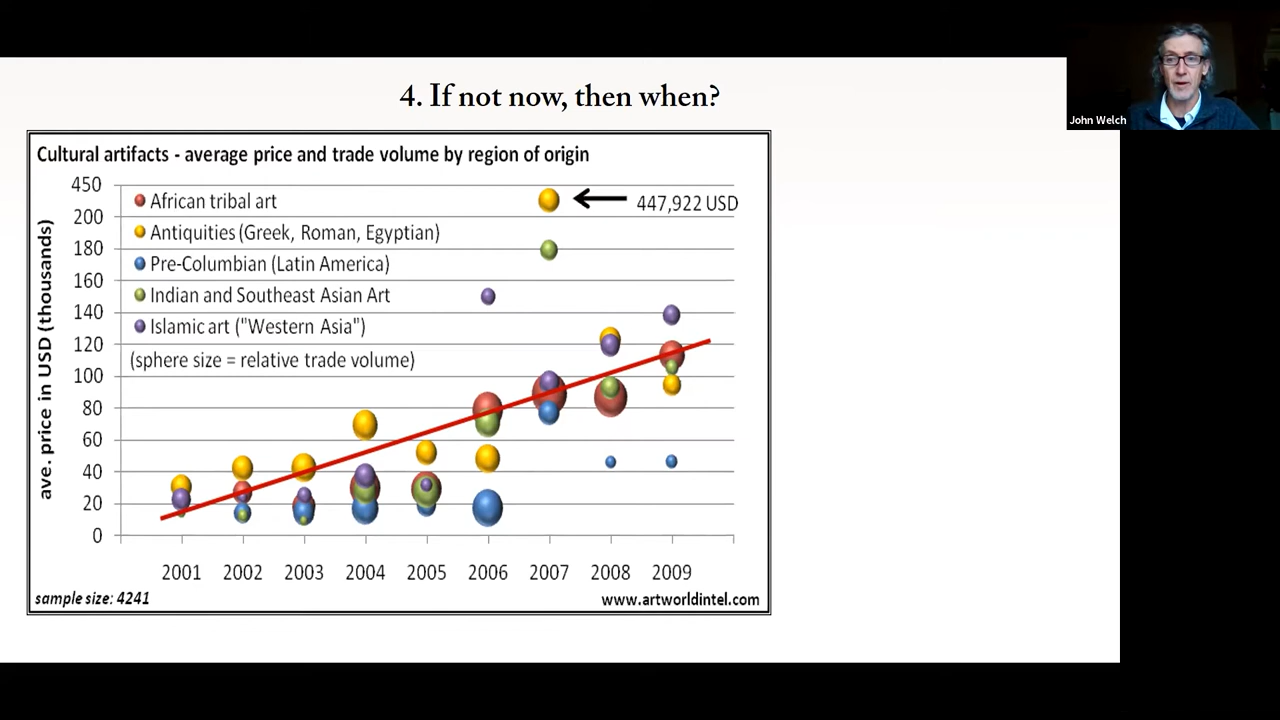 4. If not now, then when?
John Welch
Cultural artifacts - average price and trade volume by region of origin
ave. price in USD (thousands)
450
200
180
160
140
120
100
80
60
40
20
0
African tribal art
Antiquities (Greek, Roman, Egyptian)
Pre-Columbian (Latin America)
Indian and Southeast Asian Art
Islamic art ("Western Asia")
(sphere size = relative trade volume)
447,922 USD
2001 2002 2003 2004 2005 2006 2007 2008 2009
sample size: 4241
www.artworldintel.com